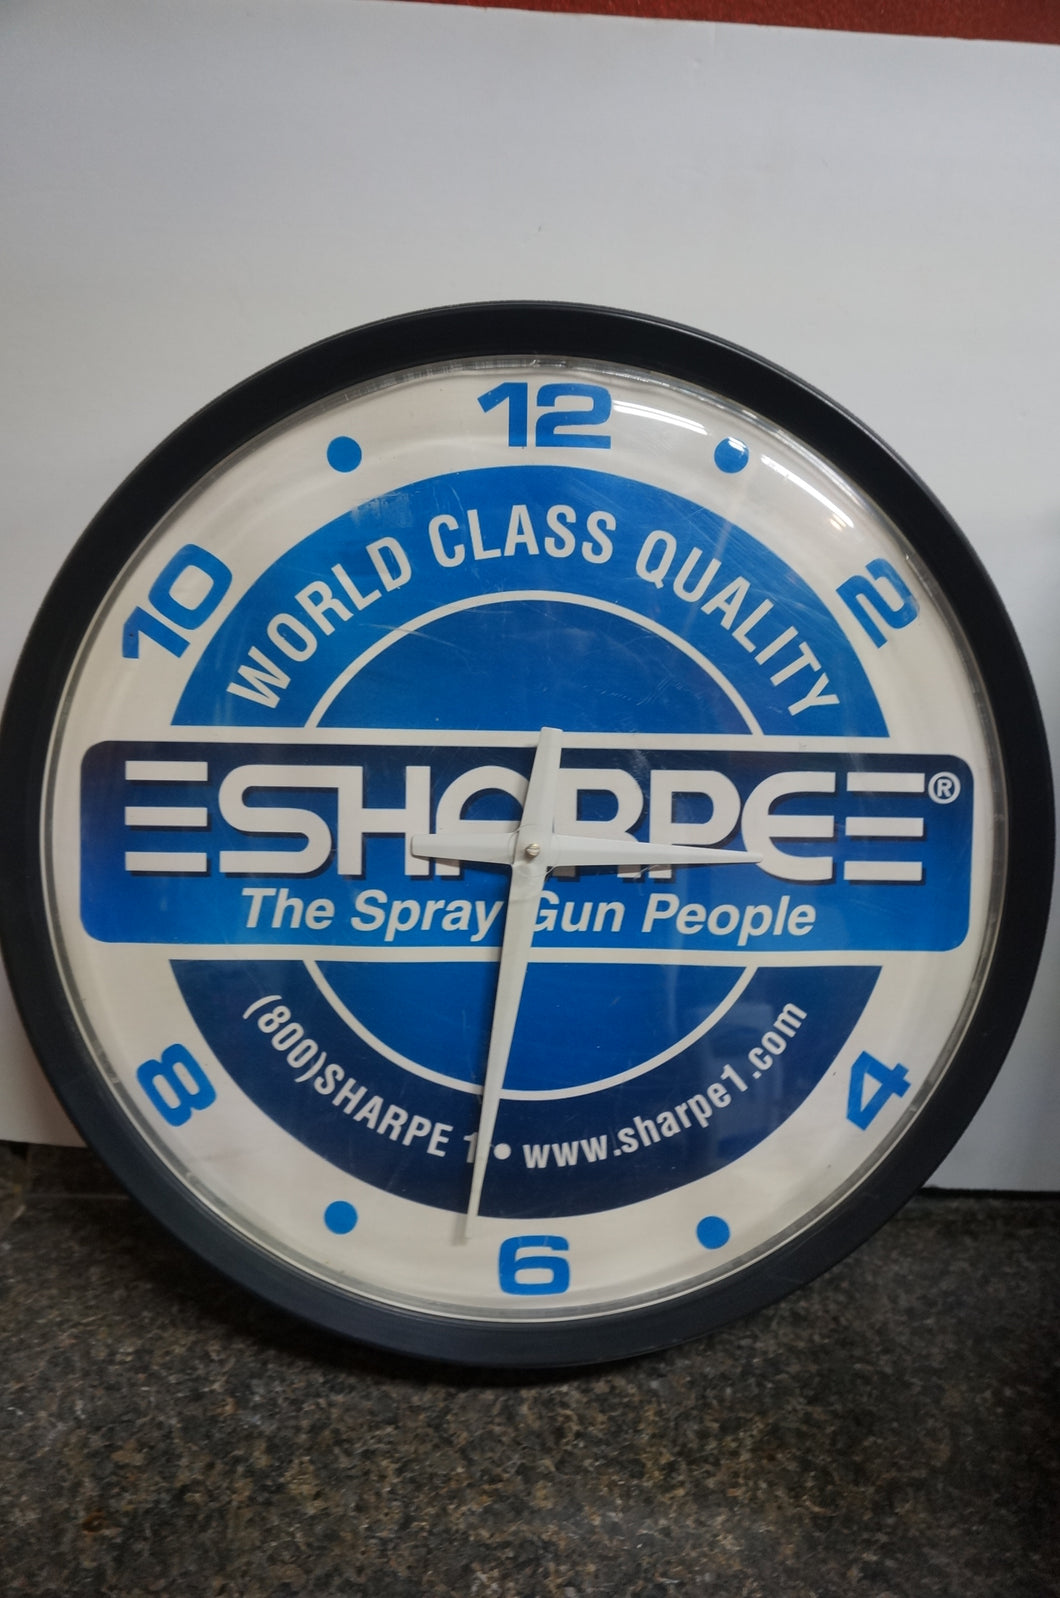 12
10
2
WORLD CLASS QUALITY
SHARPE®
The Spray Gun People
8
4
(800)SHARPE 1 • www.sharpe1.com
6